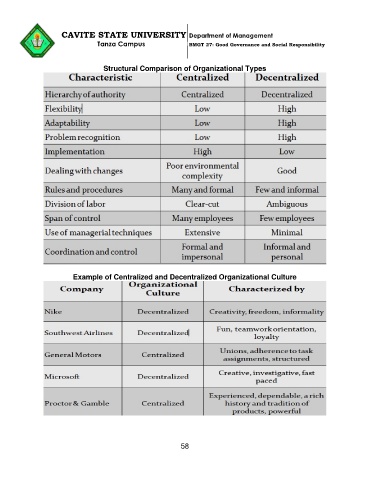 CAVITE STATE UNIVERSITY Department of Management
Tanza Campus BMGT 27- Good Governance and Social Responsibility
Structural Comparison of Organizational Types
Characteristic Centralized Decentralized
Hierarchy of authority Centralized Decentralized
Flexibility Low High
Adaptability Low High
Problem recognition Low High
Implementation High Low
Dealing with changes Poor environmental complexity Good
Rules and procedures Many and formal Few and informal
Division of labor Clear-cut Ambiguous
Span of control Many employees Few employees
Use of managerial techniques Extensive Minimal
Coordination and control Formal and impersonal Informal and personal
Example of Centralized and Decentralized Organizational Culture
Company Organizational Culture Characterized by
Nike Decentralized Creativity, freedom, informality
Southwest Airlines Decentralized Fun, teamwork orientation, loyalty
General Motors Centralized Unions, adherence to task assignments, structured
Microsoft Decentralized Creative, investigative, fast paced
Proctor & Gamble Centralized Experienced, dependable, a rich history and tradition of products, powerful
58